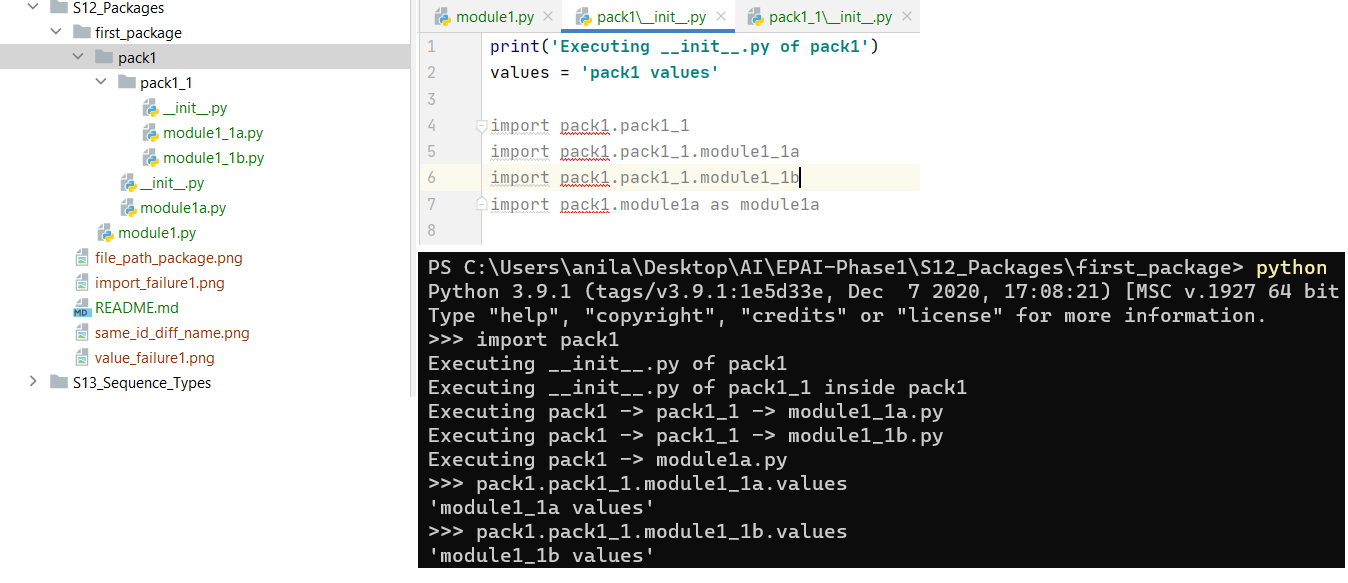 S12_Packages
first_package
pack1
pack1_1
__init__.py
module1_1a.py
module1_1b.py
__init__.py
module1a.py
module1.py
file_path_package.png
import_failure1.png
MD README.md
same_id_diff_name.png
value_failure1.png
S13_Sequence_Types
module1.py × pack1\__init__.py × pack1_1\__init__.py ×
1 print('Executing __init__.py of pack1')
2 values = 'pack1 values'
3
4 import pack1.pack1_1
5 import pack1.pack1_1.module1_1a
6 import pack1.pack1_1.module1_1b
7 import pack1.module1a as module1a
8
PS C:\Users\anila\Desktop\AI\EPAI-Phase1\S12_Packages\first_package> python
Python 3.9.1 (tags/v3.9.1:1e5d33e, Dec  7 2020, 17:08:21) [MSC v.1927 64 bit
Type "help", "copyright", "credits" or "license" for more information.
>>> import pack1
Executing __init__.py of pack1
Executing __init__.py of pack1_1 inside pack1
Executing pack1 -> pack1_1 -> module1_1a.py
Executing pack1 -> pack1_1 -> module1_1b.py
Executing pack1 -> module1a.py
>>> pack1.pack1_1.module1_1a.values
'module1_1a values'
>>> pack1.pack1_1.module1_1b.values
'module1_1b values'